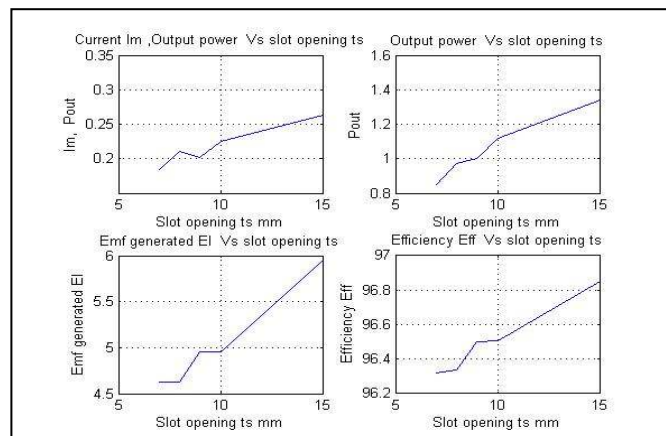 Current Im ,Output power Vs slot opening ts
0.35
0.3
0.25
0.2
Im, Pout
5
10
15
Slot opening ts mm
Output power Vs slot opening ts
1.6
1.4
1.2
1
0.8
Pout
5
10
15
Slot opening ts mm
Emf generated El Vs slot opening ts
6
5.5
5
4.5
Emf generated El
5
10
15
Slot opening ts mm
Efficiency Eff Vs slot opening ts
97
96.8
96.6
96.4
96.2
Efficiency Eff
5
10
15
Slot opening ts mm